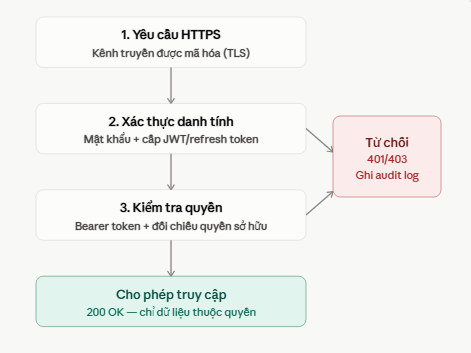 1. Yêu cầu HTTPS
Kênh truyền được mã hóa (TLS)
2. Xác thực danh tính
Mật khẩu + cấp JWT/refresh token
Từ chối
401/403
Ghi audit log
3. Kiểm tra quyền
Bearer token + đối chiếu quyền sở hữu
Cho phép truy cập
200 OK — chỉ dữ liệu thuộc quyền